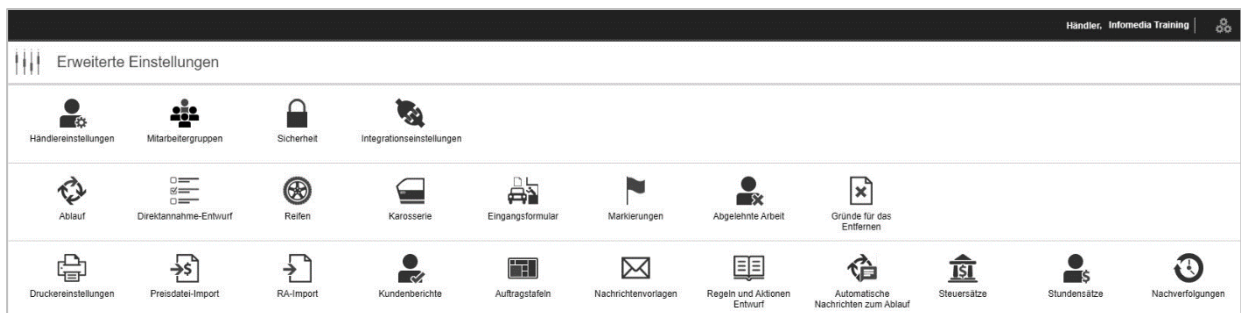 Händler, Infomedia Training
Erweiterte Einstellungen
Händlereinstellungen
Mitarbeitergruppen
Sicherheit
Integrationseinstellungen
Ablauf
Direktannahme-Entwurf
Reifen
Karosserie
Eingangsformular
Markierungen
Abgelehnte Arbeit
Gründe für das
Entfernen
Druckereinstellungen
Preisdatei-Import
RA-Import
Kundenberichte
Auftragstafeln
Nachrichtenvorlagen
Regeln und Aktionen
Entwurf
Automatische
Nachrichten zum Ablauf
Steuersätze
Stundensätze
Nachverfolgungen